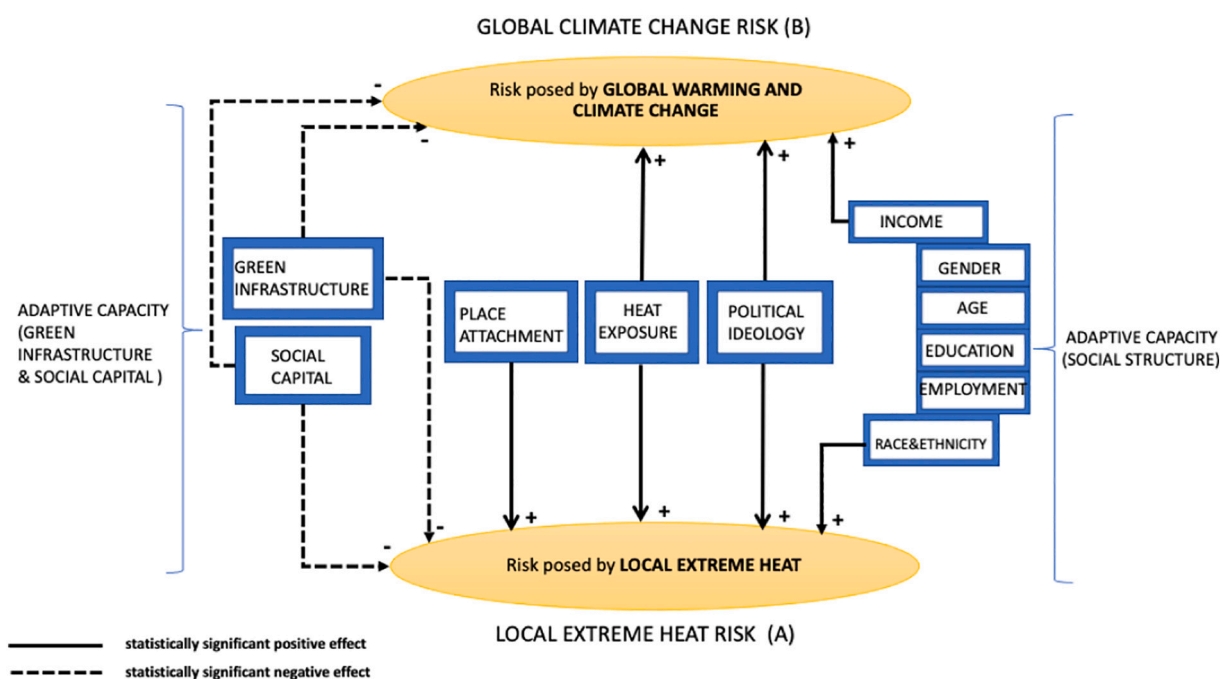 GLOBAL CLIMATE CHANGE RISK (B)
Risk posed by GLOBAL WARMING AND
CLIMATE CHANGE
-
-
+
+
+
INCOME
GENDER
AGE
EDUCATION
EMPLOYMENT
RACE&ETHNICITY
ADAPTIVE CAPACITY
(SOCIAL STRUCTURE)
GREEN
INFRASTRUCTURE
SOCIAL
CAPITAL
ADAPTIVE CAPACITY
(GREEN
INFRASTRUCTURE
& SOCIAL CAPITAL )
PLACE
ATTACHMENT
HEAT
EXPOSURE
POLITICAL
IDEOLOGY
-
-
+
+
+
+
Risk posed by LOCAL EXTREME HEAT
LOCAL EXTREME HEAT RISK (A)
statistically significant positive effect
statistically significant negative effect